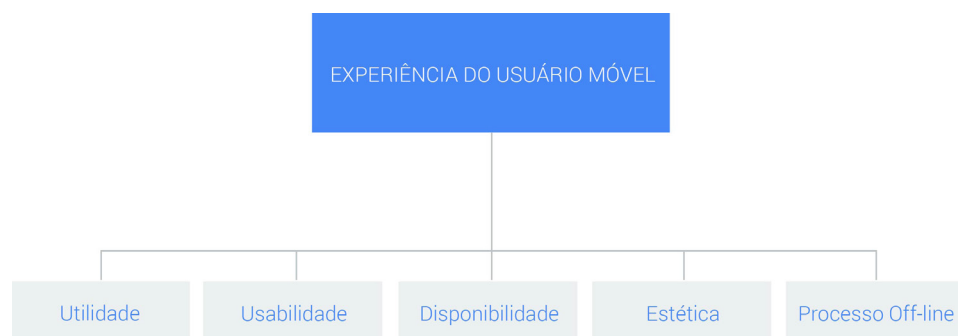 EXPERIÊNCIA DO USUÁRIO MÓVEL
Utilidade
Usabilidade
Disponibilidade
Estética
Processo Off-line